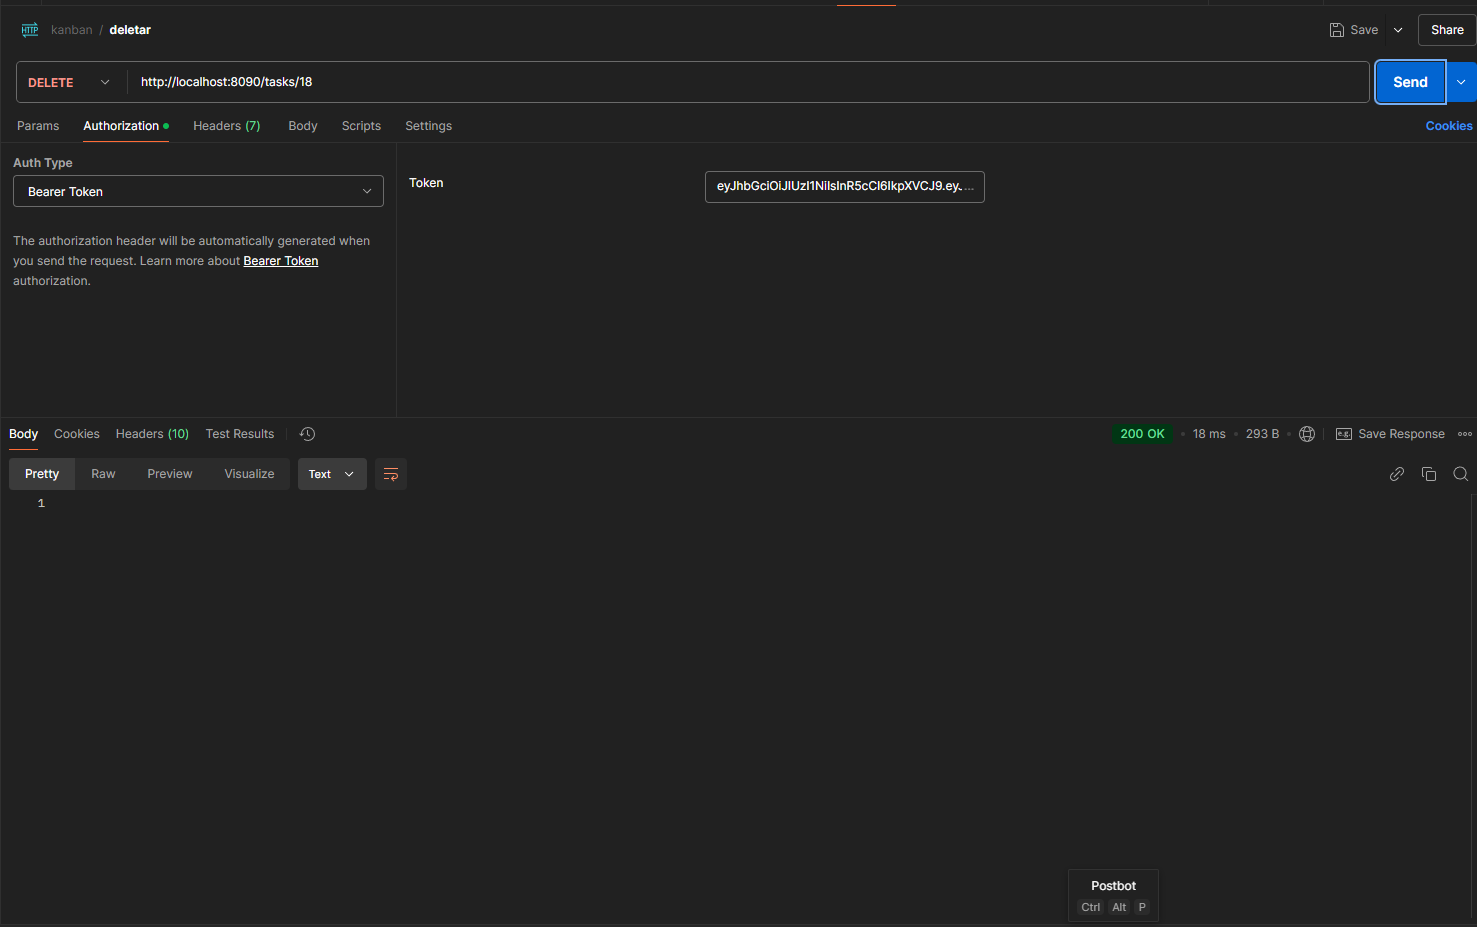 HTTP kanban / deletar
Save
Share
DELETE
http://localhost:8090/tasks/18
Send
Params
Authorization
Headers (7)
Body
Scripts
Settings
Cookies
Auth Type
Bearer Token
The authorization header will be automatically generated when
you send the request. Learn more about Bearer Token
authorization.
Token
eyJhbGciOiJIUzI1NiIsInR5cCI6IkpXVCJ9.eyJ...
Body
Cookies
Headers (10)
Test Results
200 OK
18 ms
293 B
e.g.
Save Response
Pretty
Raw
Preview
Visualize
Text
1
Postbot
Ctrl Alt P